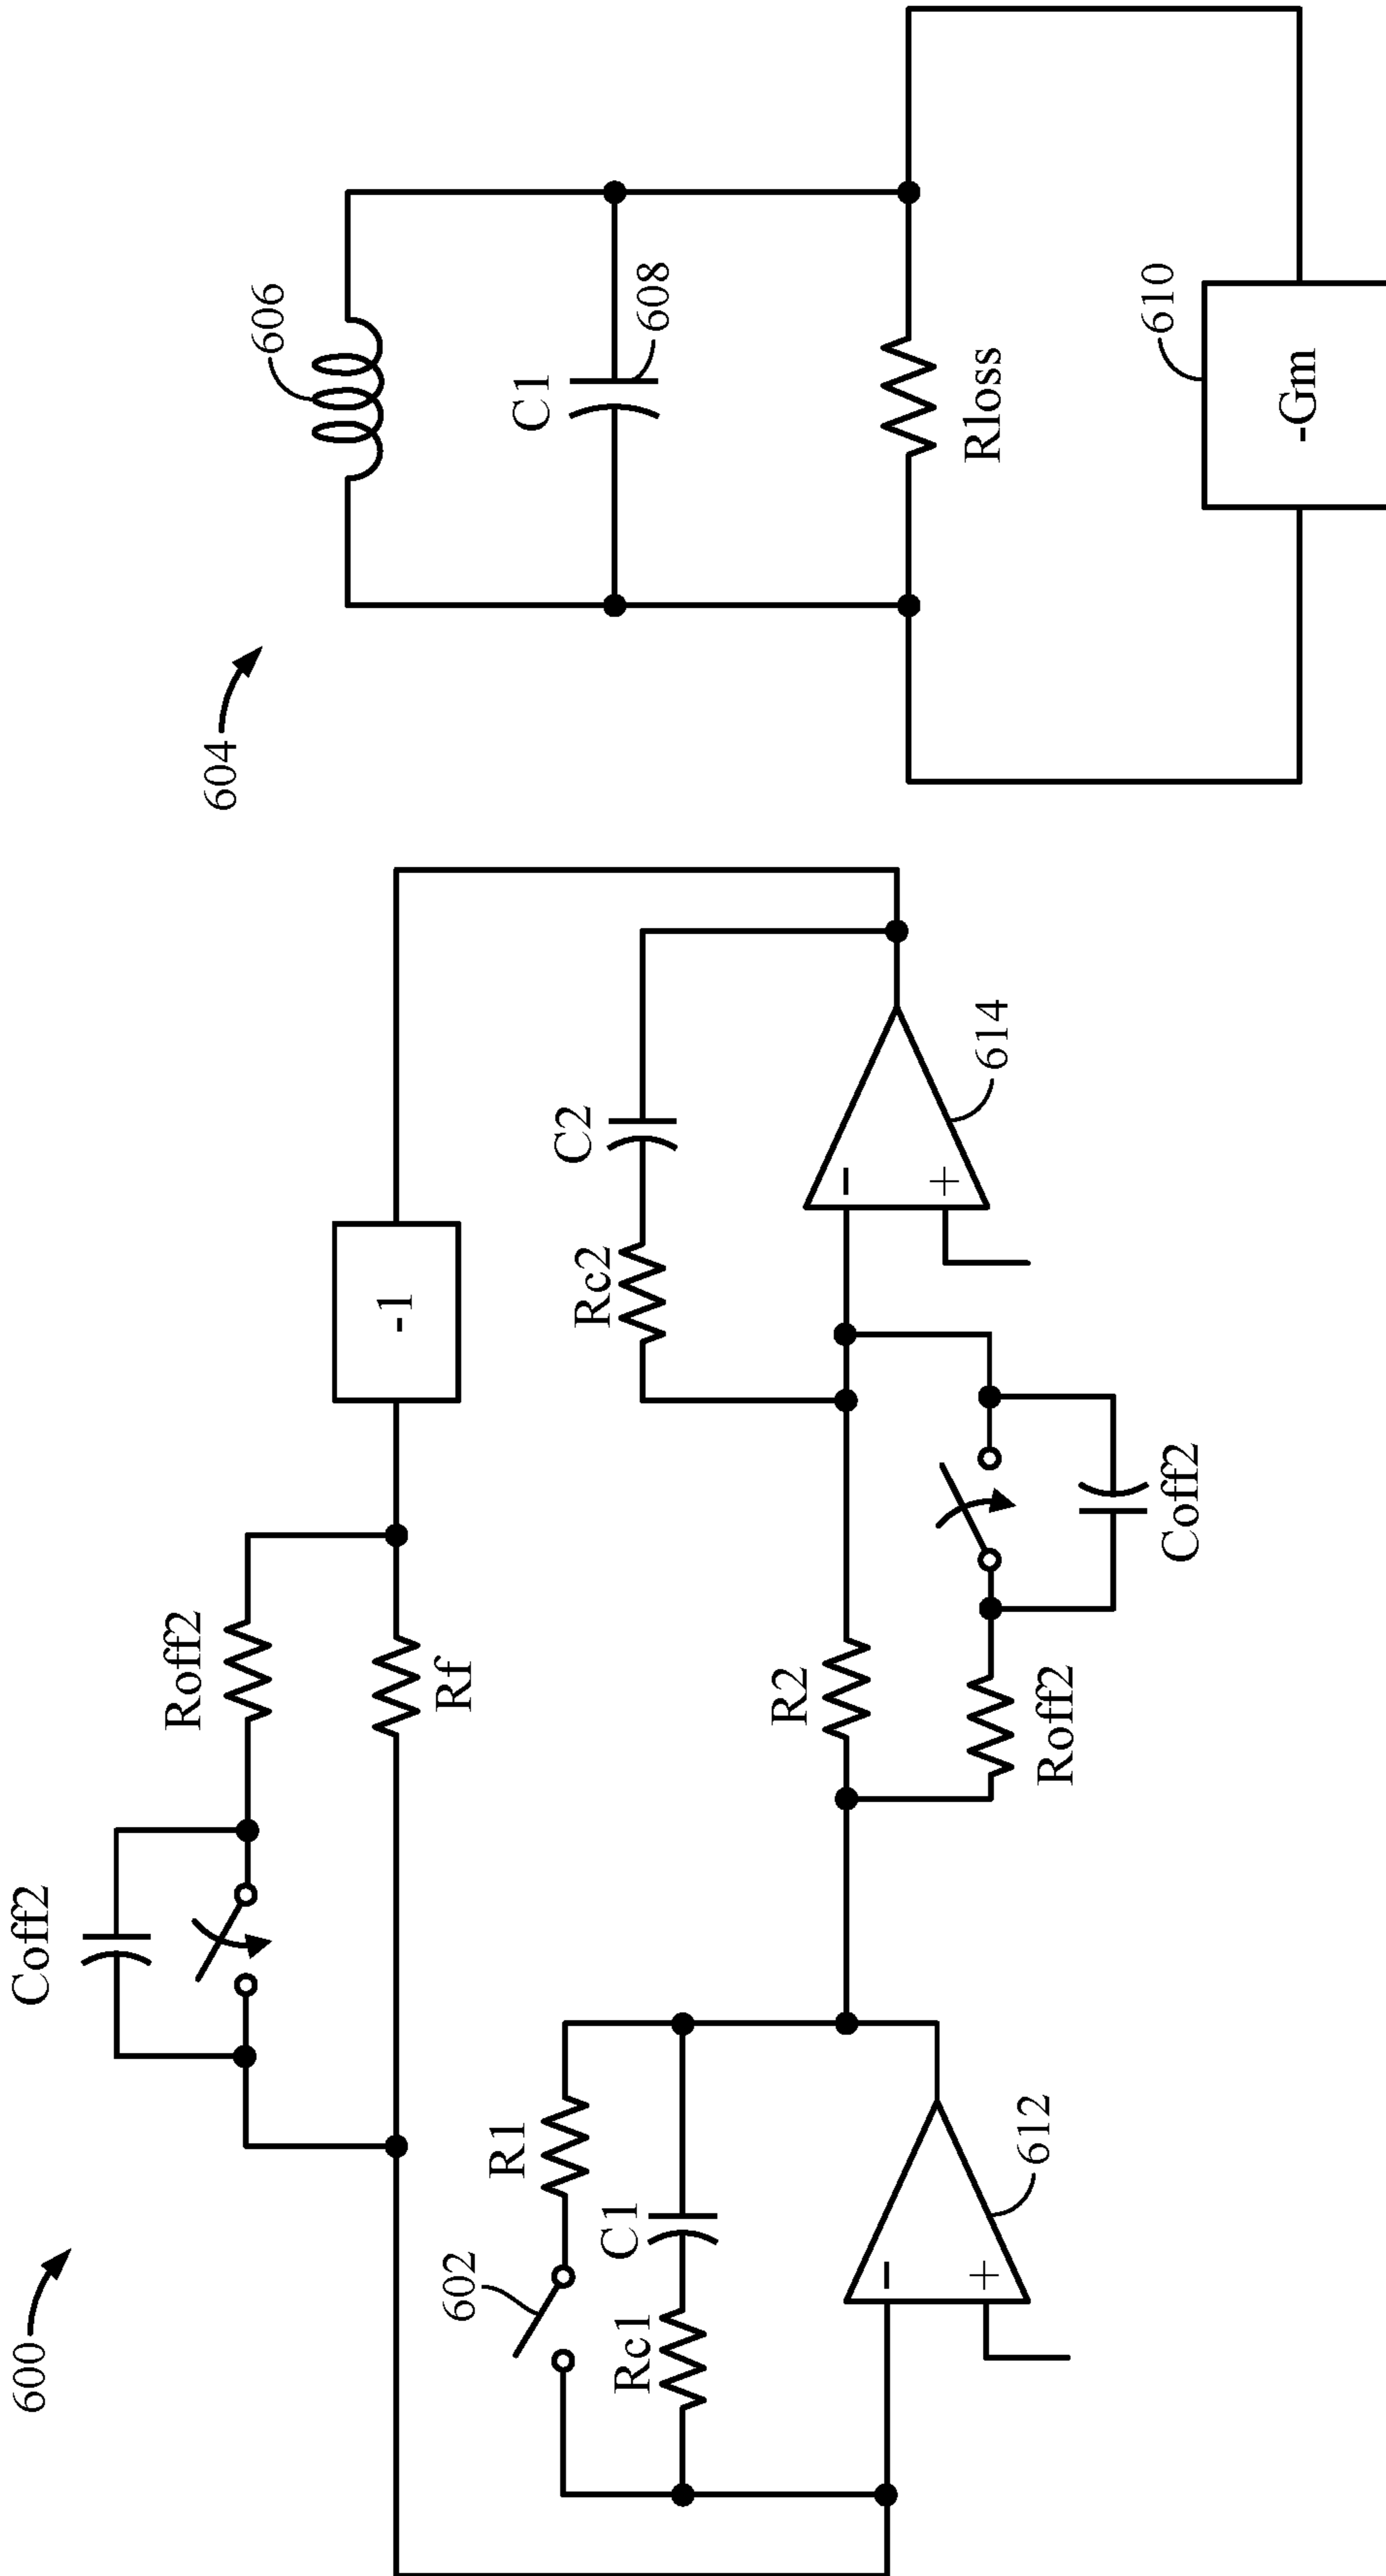 600
Coff2
Roff2
Rf
-1
602
R1
Rc1
C1
612
-
+
R2
Roff2
Coff2
Rc2
C2
-
+
614
604
606
C1
608
Rloss
610
-Gm